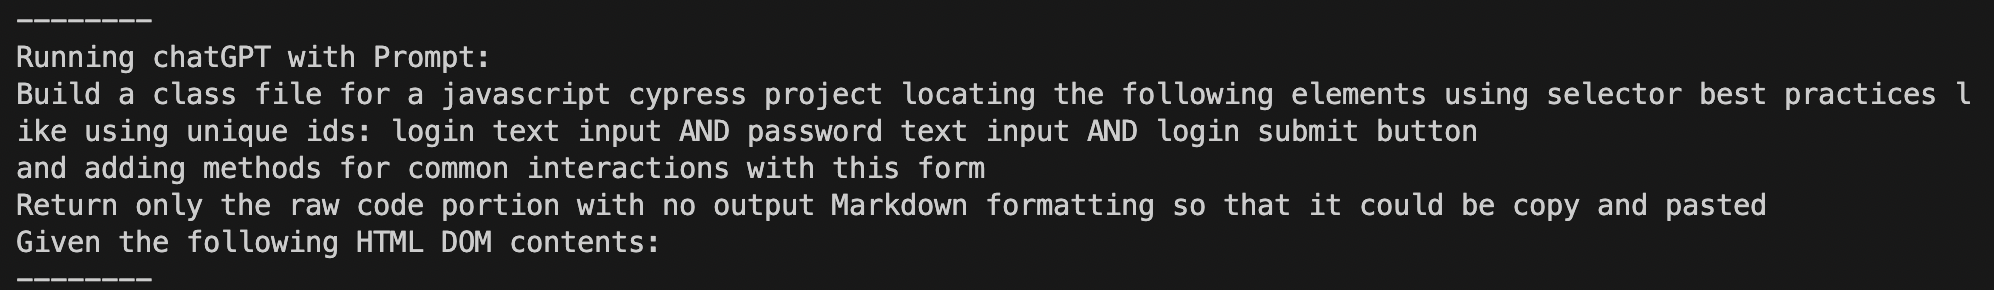 --------
Running chatGPT with Prompt:
Build a class file for a javascript cypress project locating the following elements using selector best practices l
ike using unique ids: login text input AND password text input AND login submit button
and adding methods for common interactions with this form
Return only the raw code portion with no output Markdown formatting so that it could be copy and pasted
Given the following HTML DOM contents:
--------